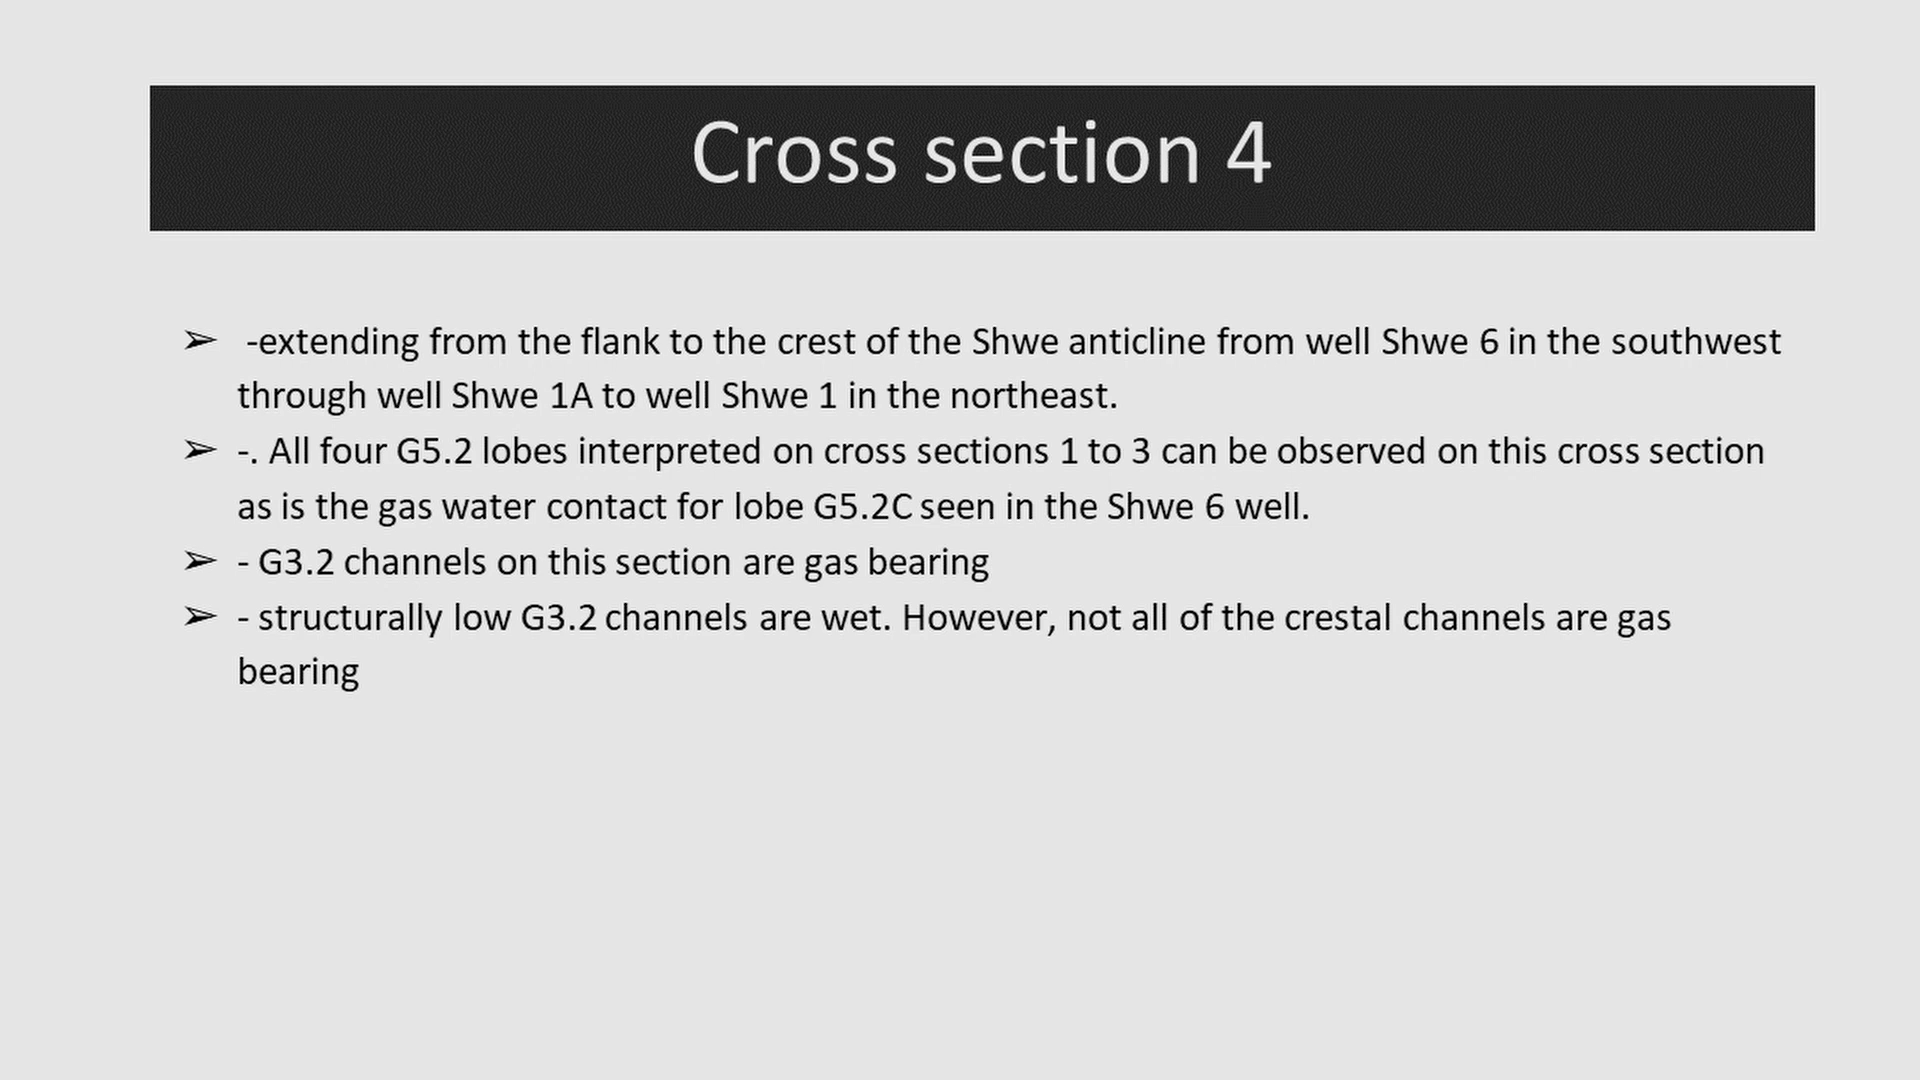 Cross section 4
➢ -extending from the flank to the crest of the Shwe anticline from well Shwe 6 in the southwest
through well Shwe 1A to well Shwe 1 in the northeast.
➢ -. All four G5.2 lobes interpreted on cross sections 1 to 3 can be observed on this cross section
as is the gas water contact for lobe G5.2C seen in the Shwe 6 well.
➢ - G3.2 channels on this section are gas bearing
➢ - structurally low G3.2 channels are wet. However, not all of the crestal channels are gas
bearing